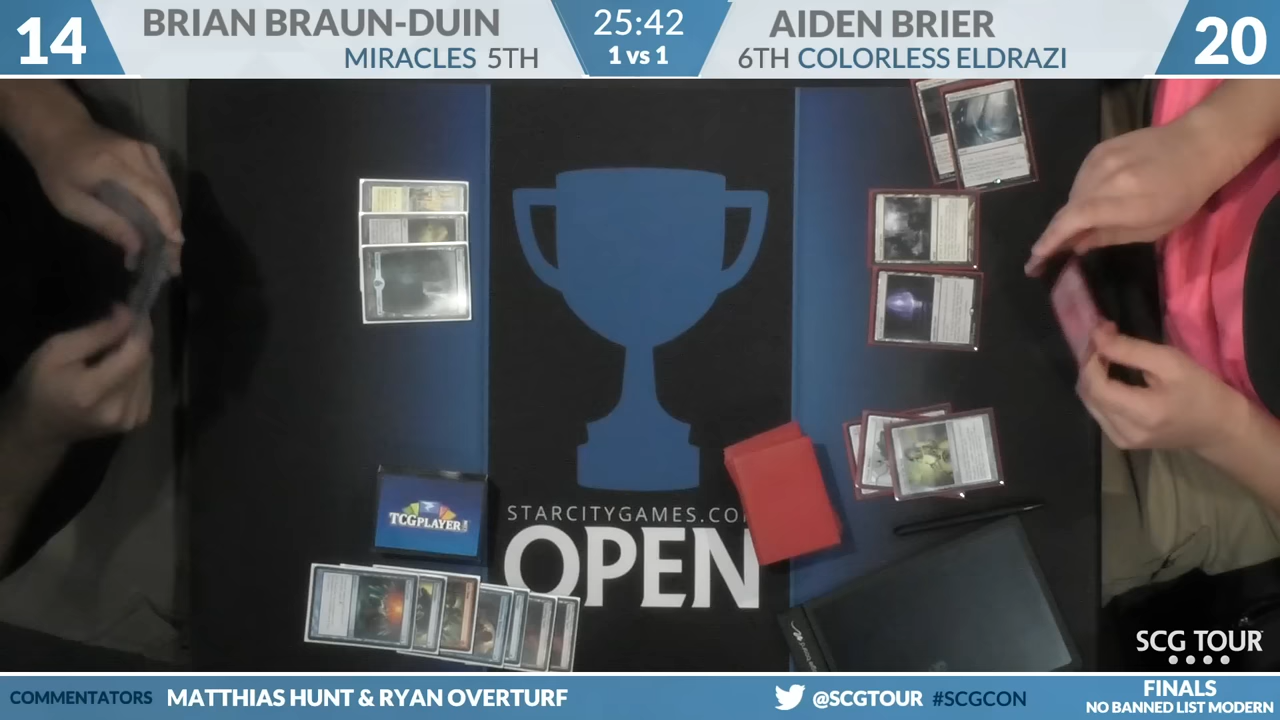 14
BRIAN BRAUN-DUIN
MIRACLES 5TH
25:42
1 vs 1
AIDEN BRIER
6TH COLORLESS ELDRAZI
20
TCGPLAYER
STARCITYGAMES.CO
OPEN
SCG TOUR
COMMENTATORS MATTHIAS HUNT & RYAN OVERTURF
@SCGTOUR #SCGCON
FINALS
NO BANNED LIST MODERN